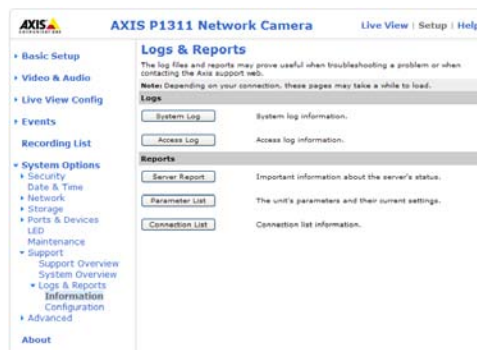 AXIS
COMMUNICATIONS
AXIS P1311 Network Camera
Live View | Setup | Help
Basic Setup
Video & Audio
Live View Config
Events
Recording List
System Options
Security
Date & Time
Network
Storage
Ports & Devices
LED
Maintenance
Support
Support Overview
System Overview
Logs & Reports
Information
Configuration
Advanced
About
Logs & Reports
The log files and reports may prove useful when troubleshooting a problem or when
contacting the Axis support web.
Note: Depending on your connection, these pages may take a while to load.
Logs
System Log System log information.
Access Log Access log information.
Reports
Server Report Important information about the server's status.
Parameter List The unit's parameters and their current settings.
Connection List Connection list information.